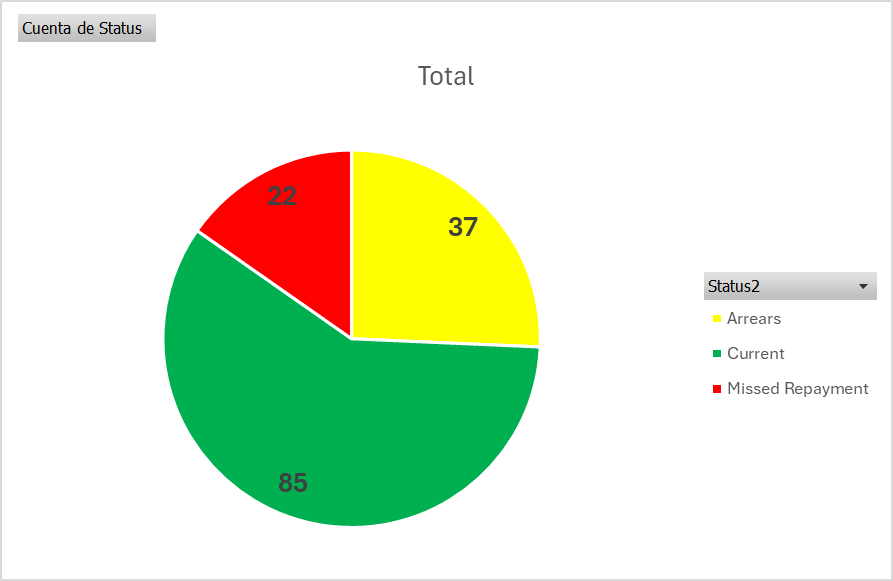 Cuenta de Status
Total
22
37
85
Status2
Arrears
Current
Missed Repayment